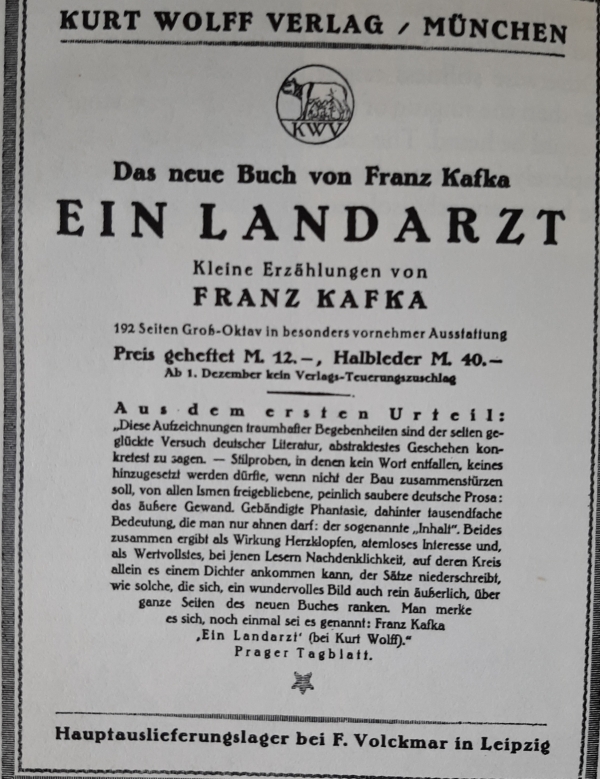 KURT WOLFF VERLAG / MÜNCHEN
KWV
Das neue Buch von Franz Kafka
EIN LANDARZT
Kleine Erzählungen von
FRANZ KAFKA
192 Seiten Groß-Oktav in besonders vornehmer Ausstattung
Preis geheftet M. 12.–, Halbleder M. 40.–
Ab 1. Dezember kein Verlags-Teuerungszuschlag
Aus dem ersten Urteil:
„Diese Aufzeichnungen traumhafter Begebenheiten sind der selten ge-
glückte Versuch deutscher Literatur, abstraktestes Geschehen kon-
kretest zu sagen. — Stilproben, in denen kein Wort entfallen, keines
hinzugesetzt werden dürfte, wenn nicht der Bau zusammenstürzen
soll, von allen Ismen freigebliebene, peinlich saubere deutsche Prosa:
das äußere Gewand. Gebändigte Phantasie, dahinter tausendfache
Bedeutung, die man nur ahnen darf: der sogenannte „Inhalt“. Beides
zusammen ergibt als Wirkung Herzklopfen, atemloses Interesse und,
als Wertvollstes, bei jenen Lesern Nachdenklichkeit, auf deren Kreis
allein es einem Dichter ankommen kann, der Sätze niederschreibt,
wie solche, die sich, ein wundervolles Bild auch rein äußerlich, über
ganze Seiten des neuen Buches ranken. Man merke
es sich, noch einmal sei es genannt: Franz Kafka
‚Ein Landarzt‘ (bei Kurt Wolff).“
Prager Tagblatt.
Hauptauslieferungslager bei F. Volckmar in Leipzig